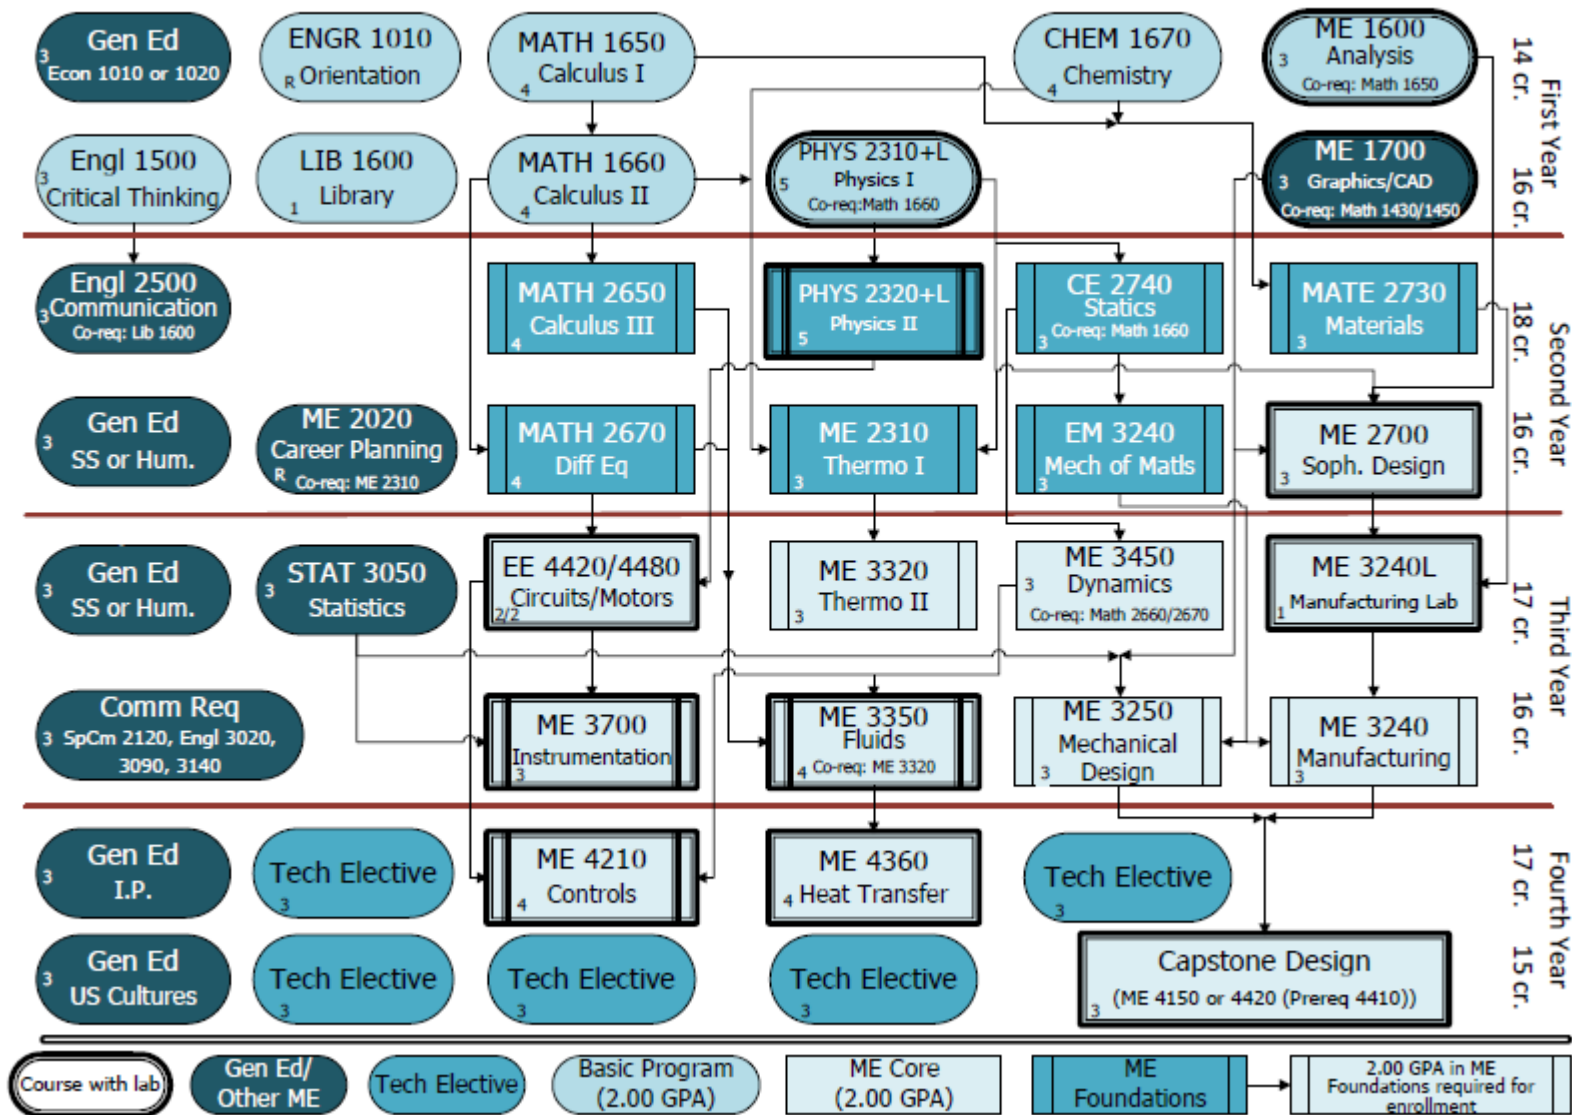 Gen Ed
3
Econ 1010 or 1020
ENGR 1010
R Orientation
MATH 1650
Calculus I
4
CHEM 1670
Chemistry
4
ME 1600
3 Analysis
Co-req: Math 1650
14 cr.
First Year
Engl 1500
3
Critical Thinking
LIB 1600
Library
1
MATH 1660
Calculus II
4
PHYS 2310+L
Physics I
5
Co-req:Math 1660
ME 1700
3 Graphics/CAD
Co-req: Math 1430/1450
16 cr.
Engl 2500
3 Communication
Co-req: Lib 1600
MATH 2650
Calculus III
4
PHYS 2320+L
Physics II
5
CE 2740
Statics
3 Co-req: Math 1660
MATE 2730
Materials
3
18 cr.
Second Year
Gen Ed
3
SS or Hum.
ME 2020
Career Planning
R Co-req: ME 2310
MATH 2670
Diff Eq
4
ME 2310
Thermo I
3
EM 3240
Mech of Matls
3
ME 2700
Soph. Design
3
16 cr.
Gen Ed
3
SS or Hum.
STAT 3050
3
Statistics
EE 4420/4480
Circuits/Motors
2/2
ME 3320
Thermo II
3
ME 3450
3 Dynamics
Co-req: Math 2660/2670
ME 3240L
Manufacturing Lab
1
17 cr.
Third Year
Comm Req
3 SpCm 2120, Engl 3020,
3090, 3140
ME 3700
Instrumentation
3
ME 3350
Fluids
4 Co-req: ME 3320
ME 3250
Mechanical
3 Design
ME 3240
Manufacturing
3
16 cr.
Gen Ed
3
I.P.
Tech Elective
3
ME 4210
Controls
4
ME 4360
4 Heat Transfer
Tech Elective
3
17 cr.
Fourth Year
Gen Ed
3
US Cultures
Tech Elective
3
Tech Elective
3
Tech Elective
3
Capstone Design
(ME 4150 or 4420 (Prereq 4410))
3
15 cr.
Course with lab
Gen Ed/
Other ME
Tech Elective
Basic Program
(2.00 GPA)
ME Core
(2.00 GPA)
ME
Foundations
2.00 GPA in ME
Foundations required for
enrollment